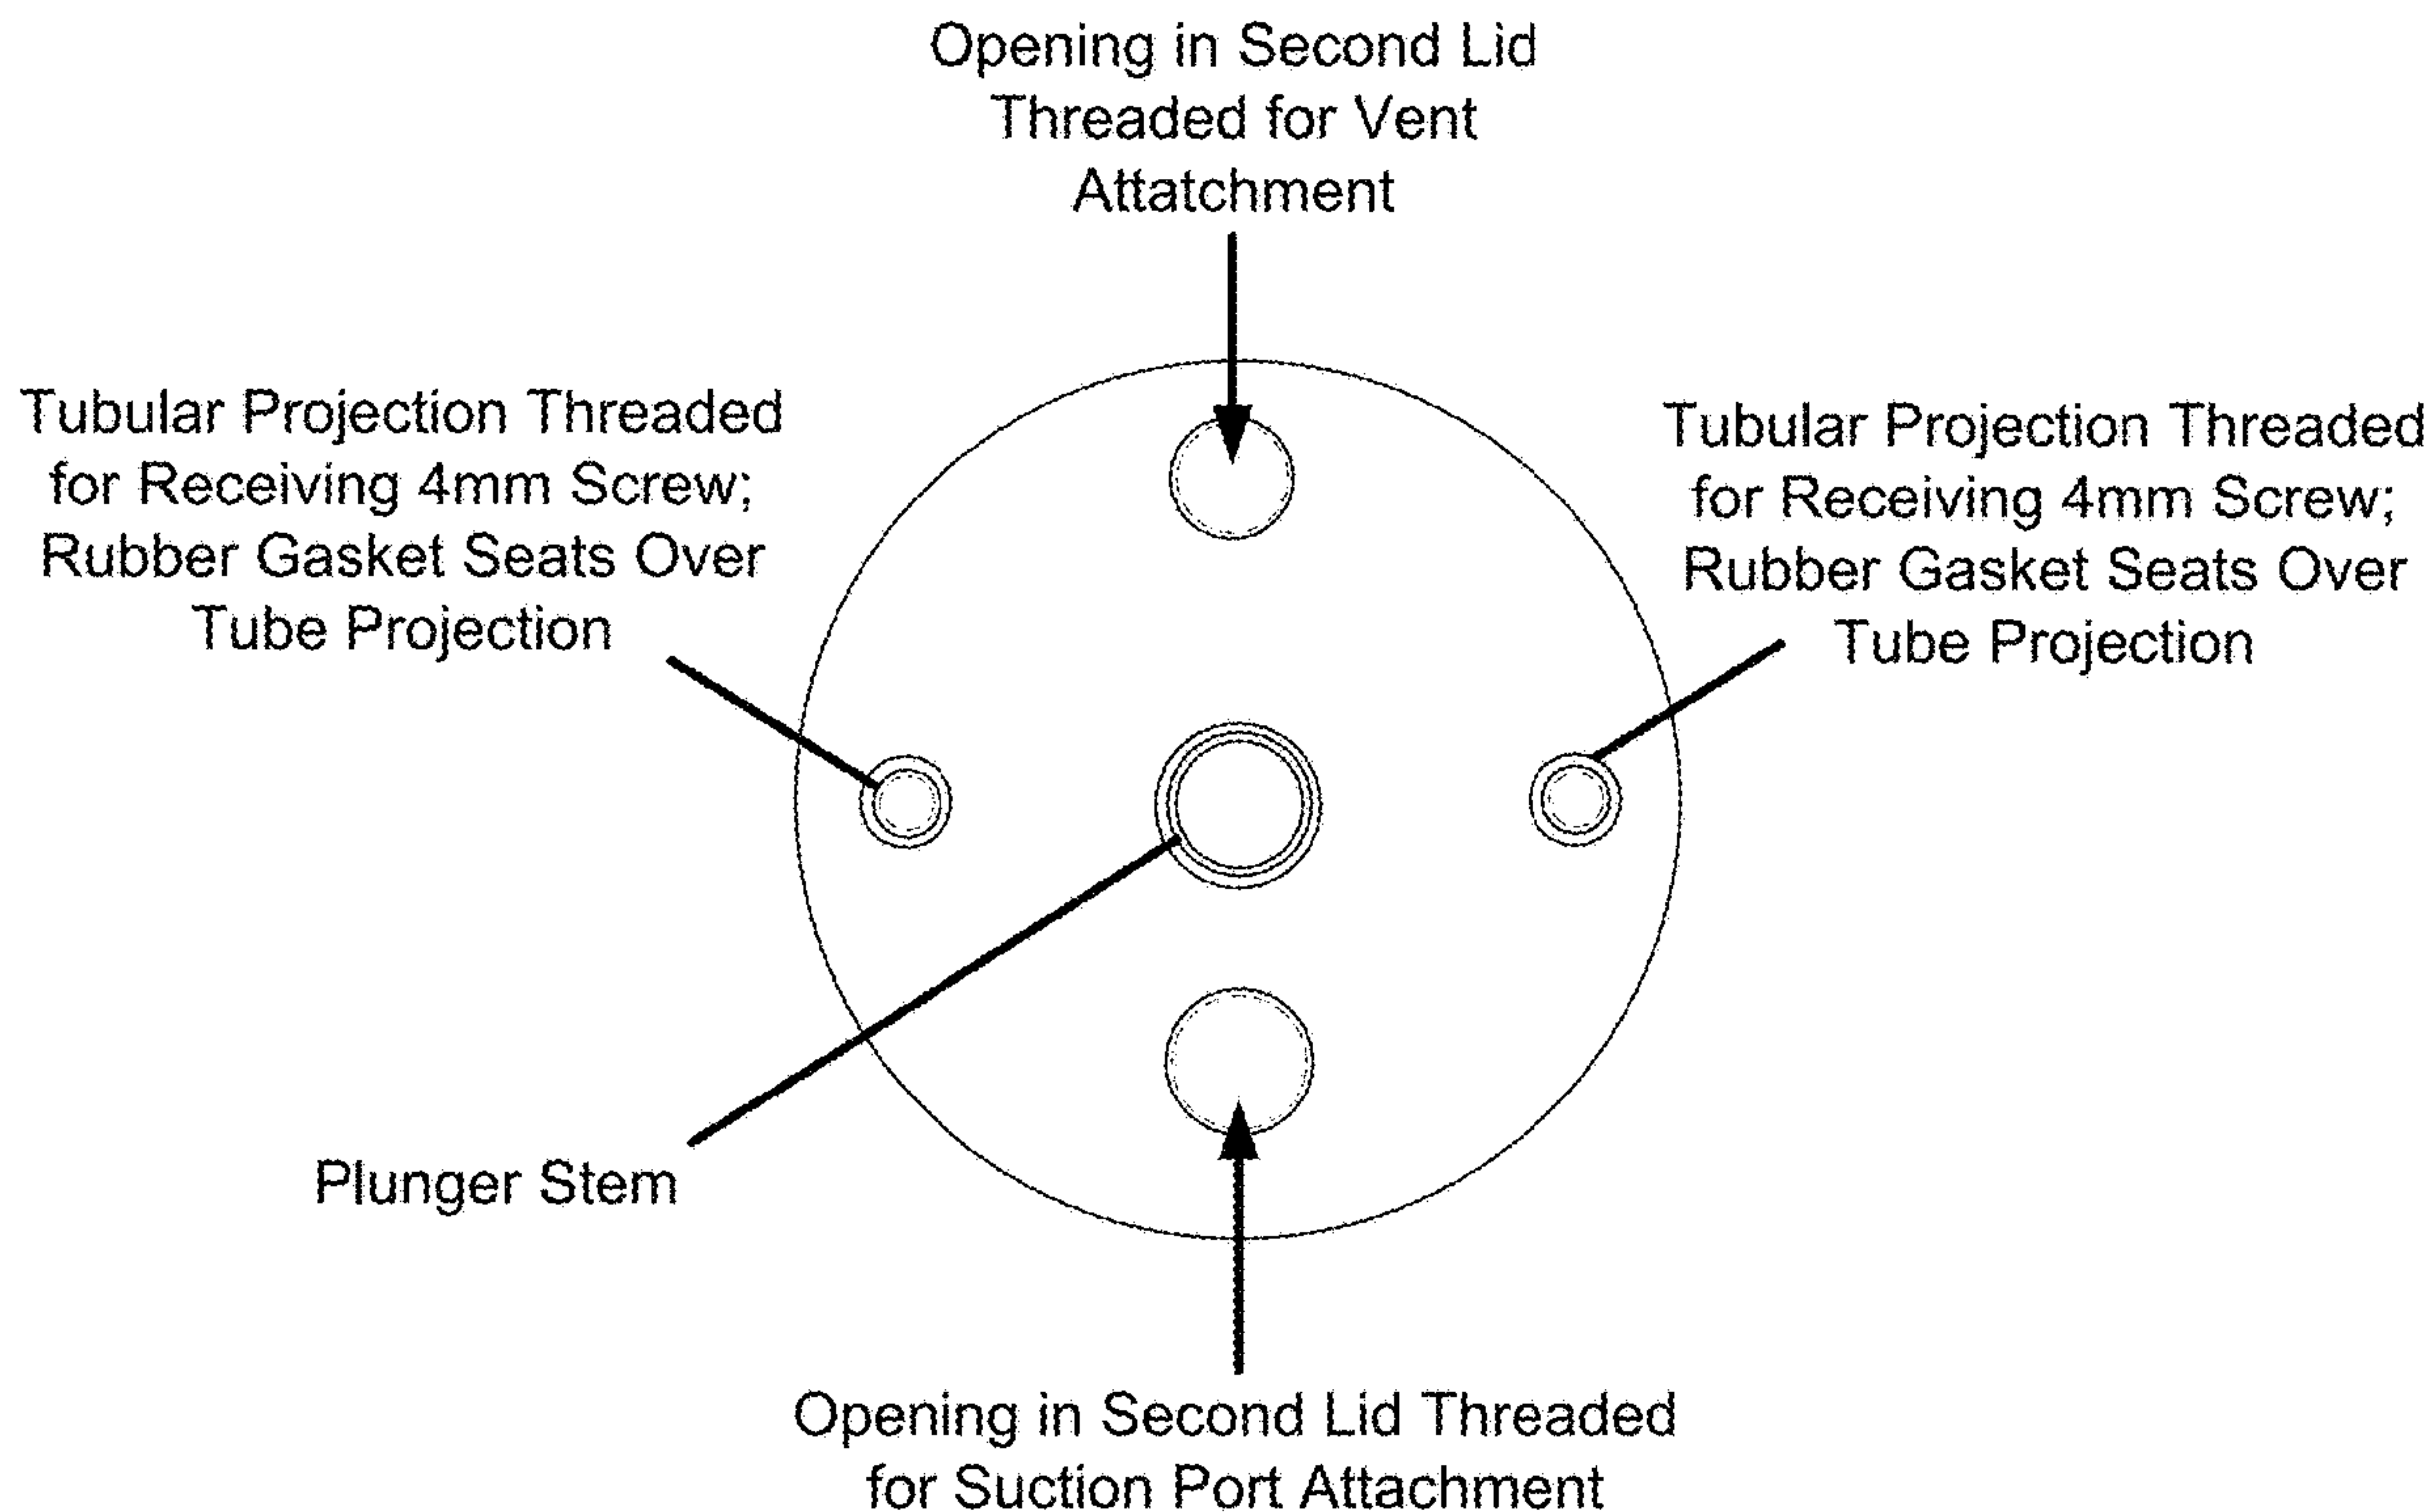 Opening in Second Lid
Threaded for Vent
Attatchment
Tubular Projection Threaded
for Receiving 4mm Screw;
Rubber Gasket Seats Over
Tube Projection
Tubular Projection Threaded
for Receiving 4mm Screw;
Rubber Gasket Seats Over
Tube Projection
Plunger Stem
Opening in Second Lid Threaded
for Suction Port Attachment